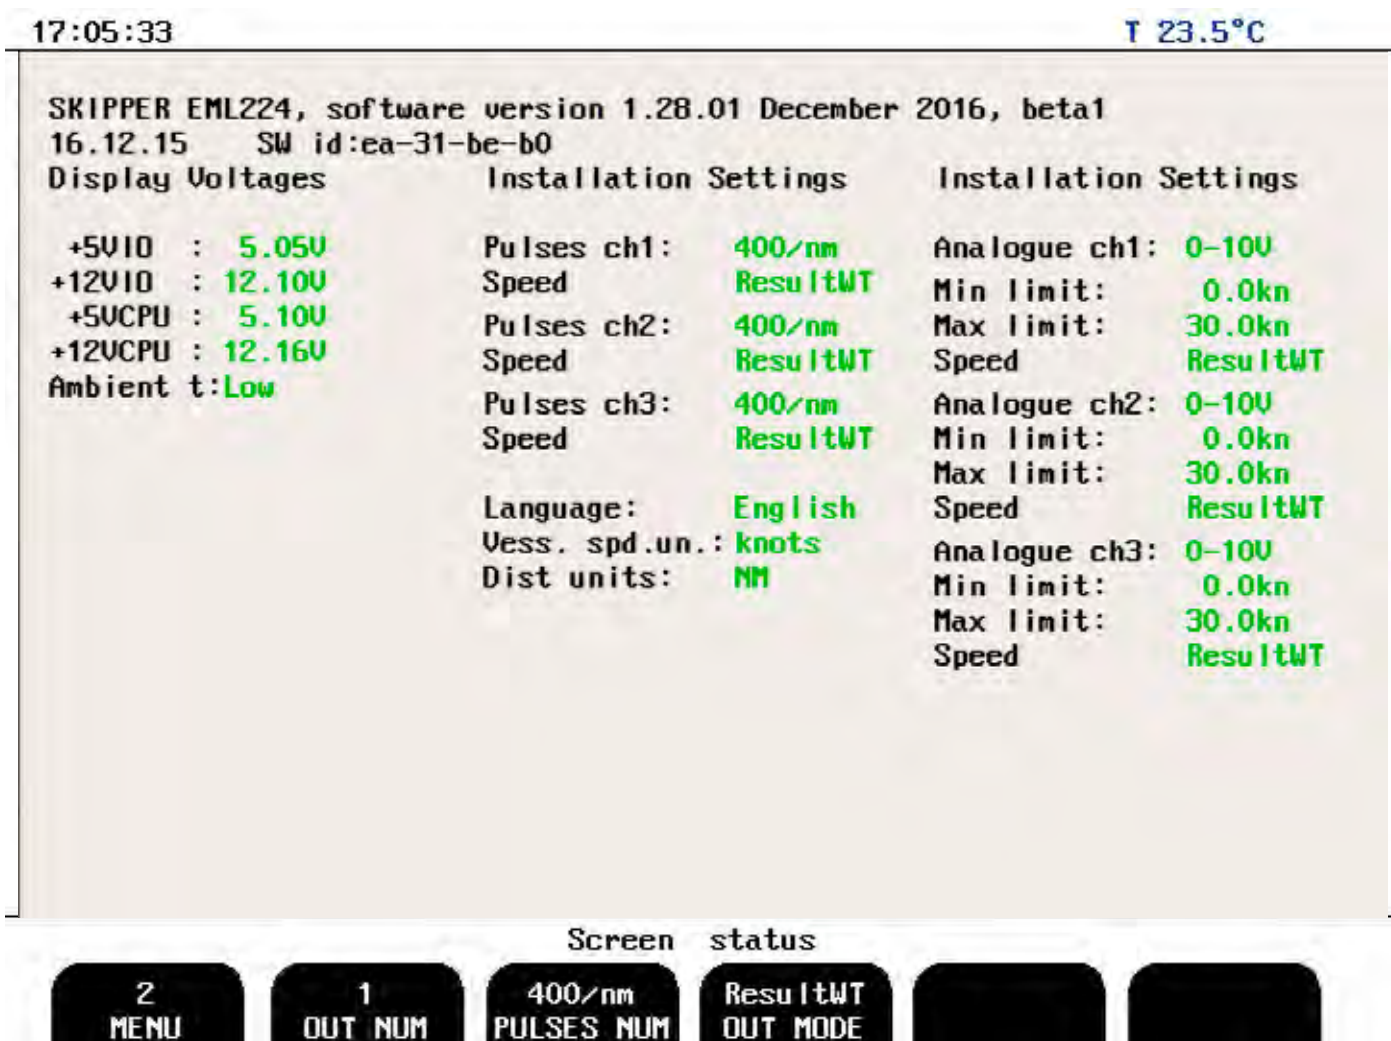 17:05:33 T 23.5°C
SKIPPER EML224, software version 1.28.01 December 2016, beta1
16.12.15 SW id:ea-31-be-b0
Display Voltages Installation Settings Installation Settings
+5VIO : 5.05V Pulses ch1: 400/nm Analogue ch1: 0-10V
+12VIO : 12.10V Speed ResultWT Min limit: 0.0kn
+5VCPU : 5.10V Pulses ch2: 400/nm Max limit: 30.0kn
+12VCPU : 12.16V Speed ResultWT Speed ResultWT
Ambient t:Low Pulses ch3: 400/nm Analogue ch2: 0-10V
Speed ResultWT Min limit: 0.0kn
Max limit: 30.0kn
Language: English Speed ResultWT
Vess. spd.un.: knots Analogue ch3: 0-10V
Dist units: NM Min limit: 0.0kn
Max limit: 30.0kn
Speed ResultWT
Screen status
2 1 400/nm ResultWT
MENU OUT NUM PULSES NUM OUT MODE